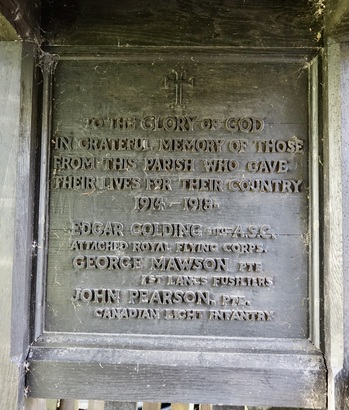 TO THE GLORY OF GOD
IN GRATEFUL MEMORY OF THOSE
FROM THIS PARISH WHO GAVE
THEIR LIVES FOR THEIR COUNTRY
1914 - 1918.
EDGAR GOLDING A.S.C.
ATTACHED ROYAL FLYING CORPS.
GEORGE MAWSON PTE
1ST LANCS FUSILIERS
JOHN PEARSON, PTE.
CANADIAN LIGHT INFANTRY